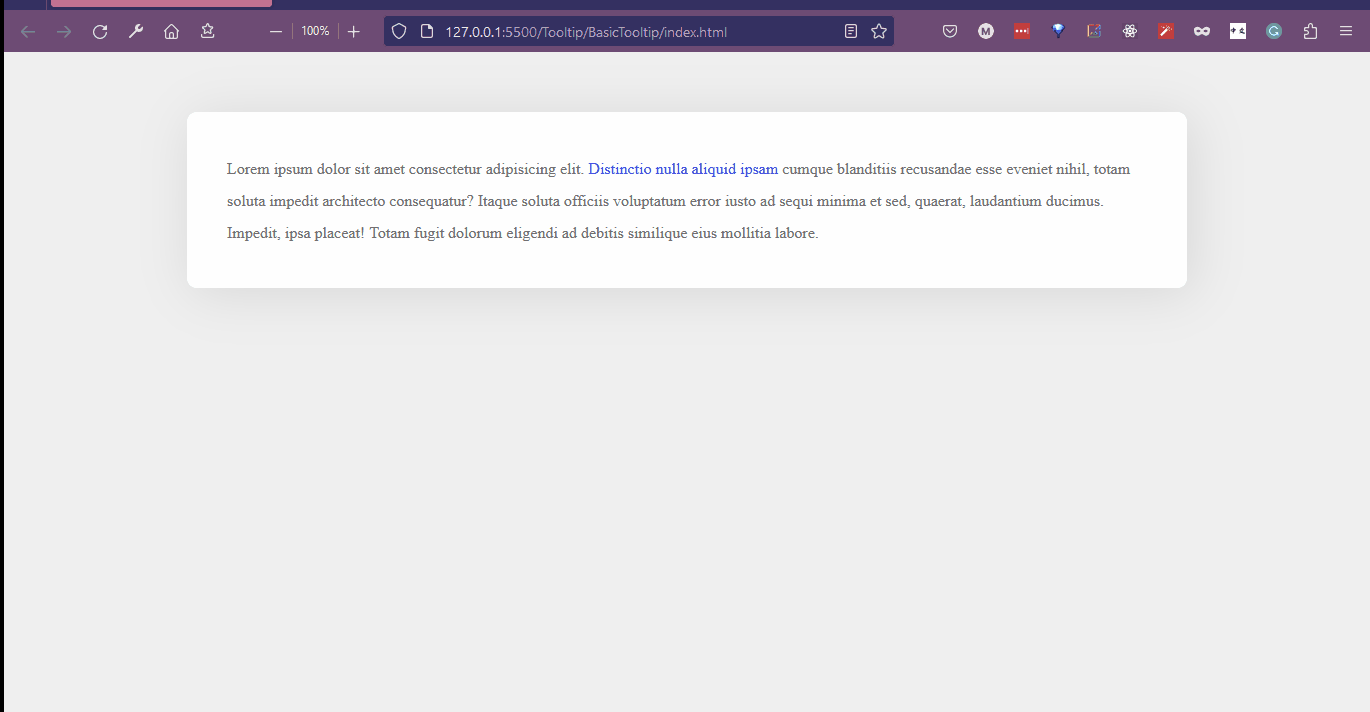 100%
127.0.0.1:5500/Tooltip/BasicTooltip/index.html
M
Lorem ipsum dolor sit amet consectetur adipisicing elit. Distinctio nulla aliquid ipsam cumque blanditiis recusandae esse eveniet nihil, totam
soluta impedit architecto consequatur? Itaque soluta officiis voluptatum error iusto ad sequi minima et sed, quaerat, laudantium ducimus.
Impedit, ipsa placeat! Totam fugit dolorum eligendi ad debitis similique eius mollitia labore.